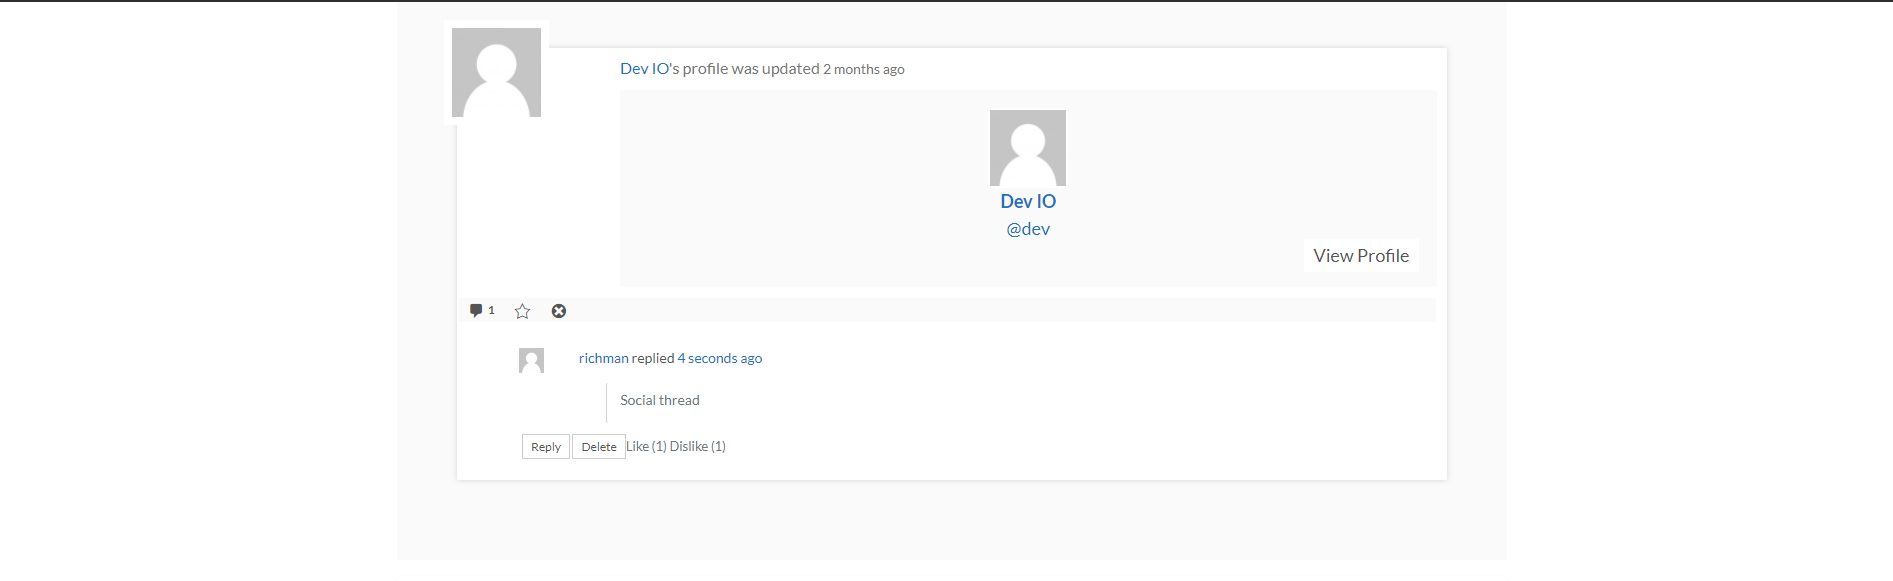 Dev IO's profile was updated 2 months ago
Dev IO
@dev
View Profile
1
richman replied 4 seconds ago
Social thread
Reply Delete Like (1) Dislike (1)